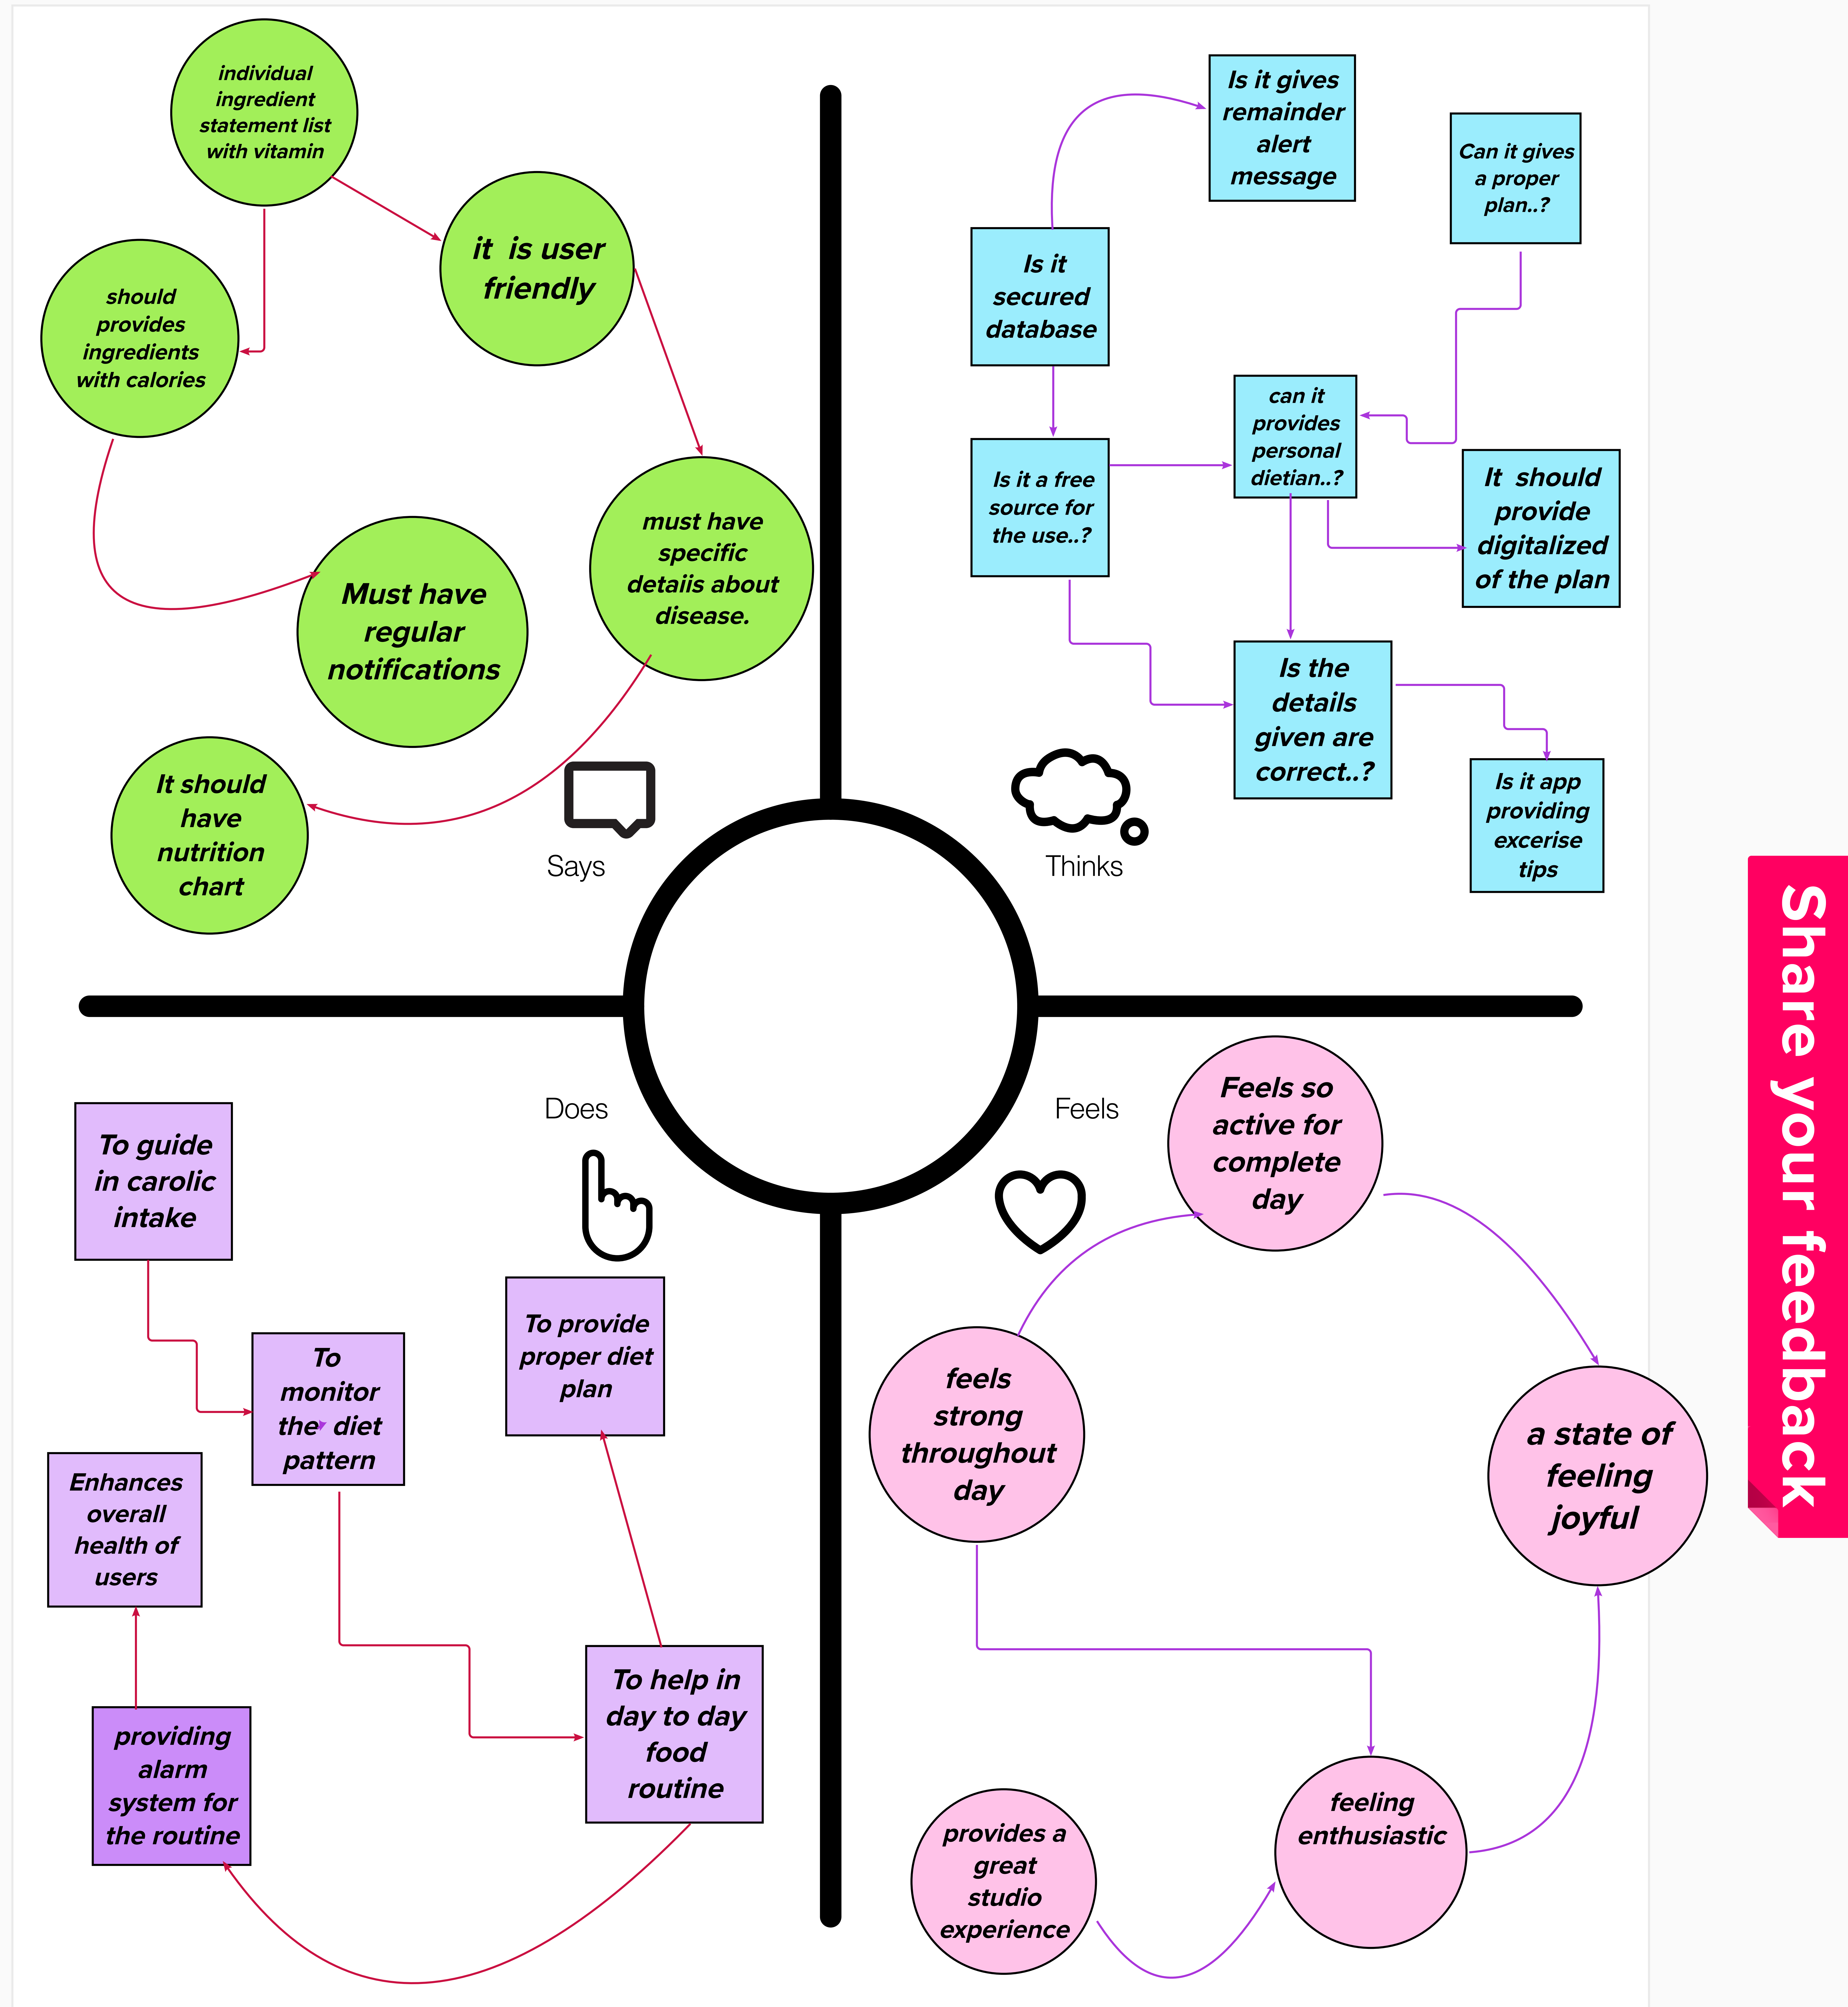 individual
ingredient
statement list
with vitamin
it is user
friendly
should
provides
ingredients
with calories
must have
specific
details about
disease.
Must have
regular
notifications
It should
have
nutrition
chart
Says
Is it gives
remainder
alert
message
Can it gives
a proper
plan..?
Is it
secured
database
can it
provides
personal
dietian..?
Is it a free
source for
the use..?
It should
provide
digitalized
of the plan
Is the
details
given are
correct..?
Is it app
providing
excerise
tips
Thinks
Does
To guide
in carolic
intake
To provide
proper diet
plan
To
monitor
the diet
pattern
Enhances
overall
health of
users
To help in
day to day
food
routine
providing
alarm
system for
the routine
Feels
Feels so
active for
complete
day
feels
strong
throughout
day
a state of
feeling
joyful
feeling
enthusiastic
provides a
great
studio
experience
Share your feedback